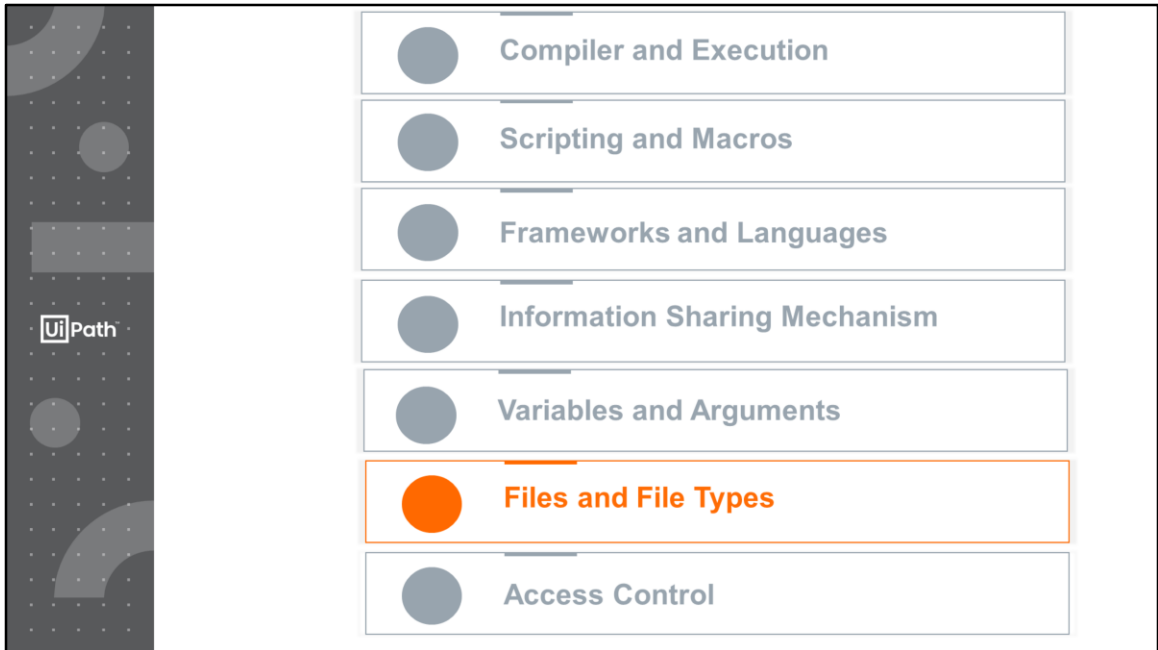 Compiler and Execution
Scripting and Macros
Frameworks and Languages
Information Sharing Mechanism
UiPath™
Variables and Arguments
Files and File Types
Access Control